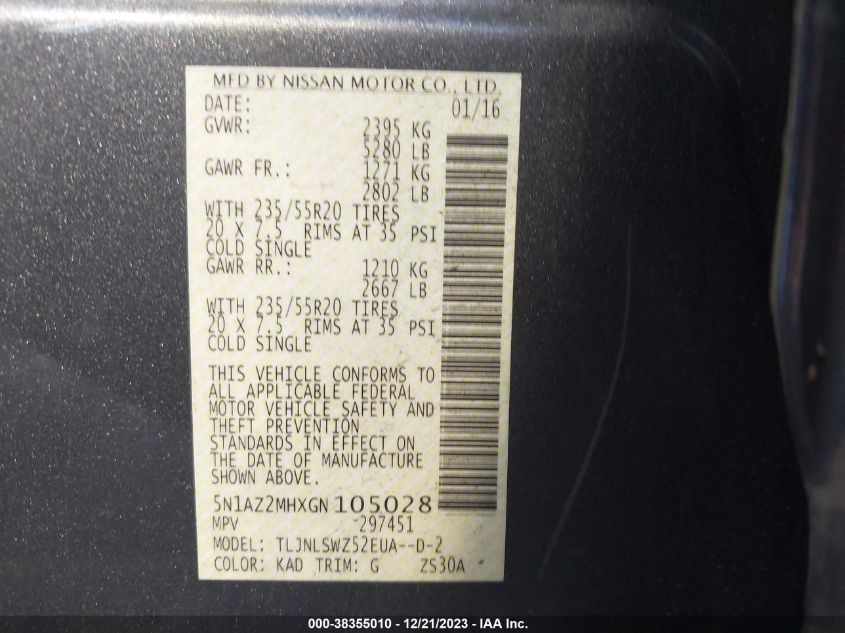 MFD BY NISSAN MOTOR CO., LTD.
DATE: 01/16
GVWR: 2395 KG
5280 LB
GAWR FR.: 1271 KG
2802 LB
WITH 235/55R20 TIRES
20 X 7.5 RIMS AT 35 PSI
COLD SINGLE
GAWR RR.: 1210 KG
2667 LB
WITH 235/55R20 TIRES
20 X 7.5 RIMS AT 35 PSI
COLD SINGLE
THIS VEHICLE CONFORMS TO
ALL APPLICABLE FEDERAL
MOTOR VEHICLE SAFETY AND
THEFT PREVENTION
STANDARDS IN EFFECT ON
THE DATE OF MANUFACTURE
SHOWN ABOVE.
5N1AZ2MHXGN105028
MPV 297451
MODEL: TLJNLSWZ52EUA--D-2
COLOR: KAD TRIM: G ZS30A
000-38355010 - 12/21/2023 - IAA Inc.